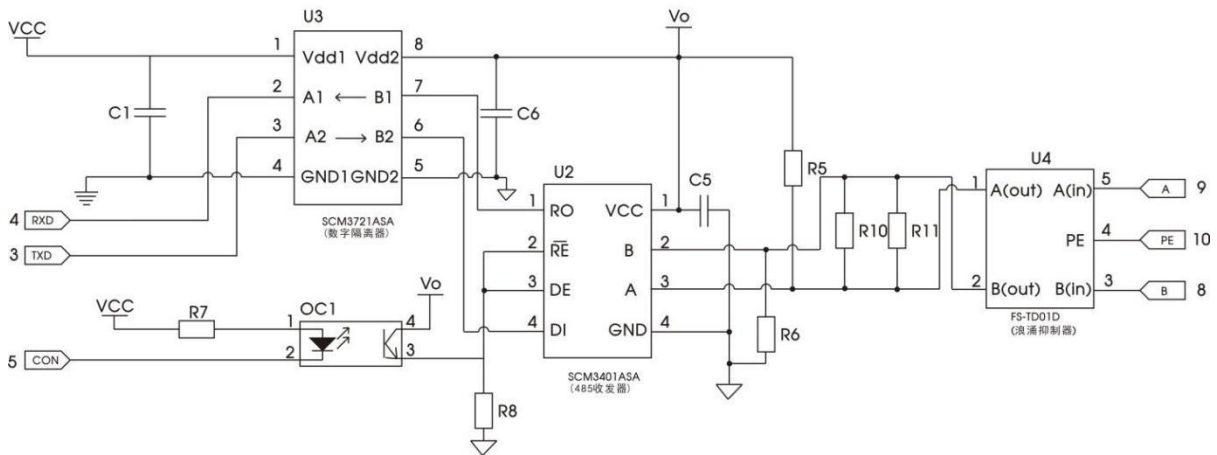 U3
Vo
VCC
1
Vdd1
Vdd2
8
2
A1
B1
7
C1
C6
3
A2
B2
6
4
GND1
GND2
5
SCM3721ASA
(数字隔离器)
4
RXD
3
TXD
U2
1
RO
VCC
1
C5
2
RE
B
2
3
DE
A
3
4
DI
GND
4
SCM3401ASA
(485收发器)
R5
R10
R11
R6
U4
1
A(out)
A(in)
5
A
9
PE
4
PE
10
2
B(out)
B(in)
3
B
8
FS-TD01D
(浪涌抑制器)
VCC
R7
OC1
Vo
1
4
2
3
5
CON
R8